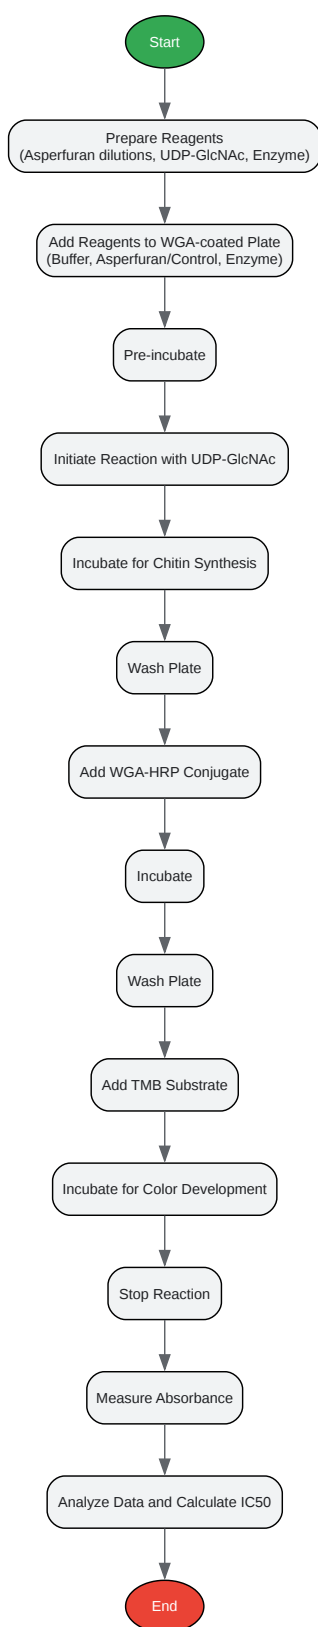 Start
Prepare Reagents
(Asperfuran dilutions, UDP-GlcNAc, Enzyme)
Add Reagents to WGA-coated Plate
(Buffer, Asperfuran/Control, Enzyme)
Pre-incubate
Initiate Reaction with UDP-GlcNAc
Incubate for Chitin Synthesis
Wash Plate
Add WGA-HRP Conjugate
Incubate
Wash Plate
Add TMB Substrate
Incubate for Color Development
Stop Reaction
Measure Absorbance
Analyze Data and Calculate IC50
End